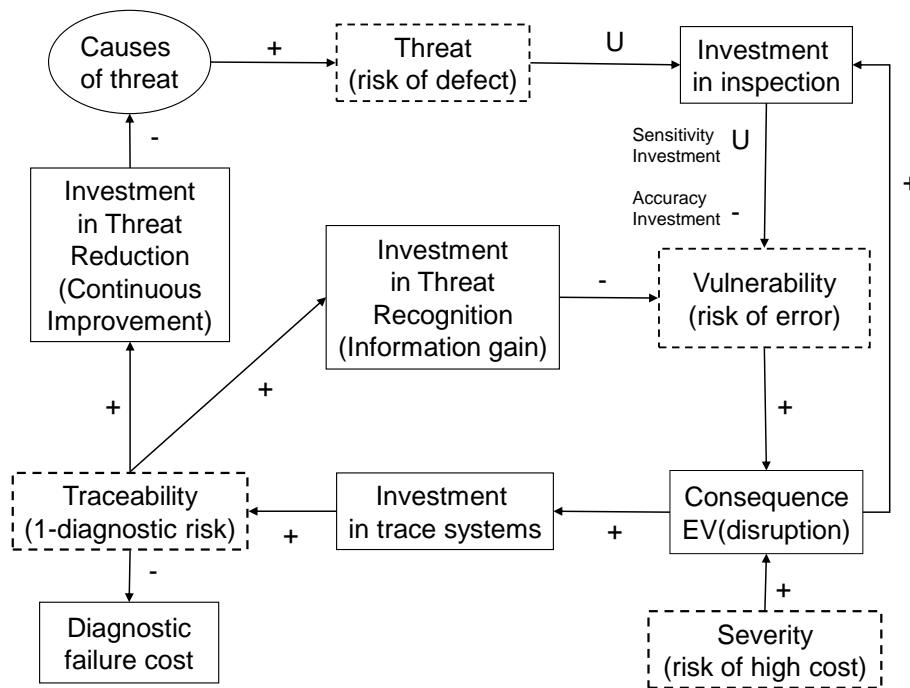 Causes
of threat
+
Threat
(risk of defect)
U
Investment
in inspection
-
Sensitivity
Investment
U
Accuracy
Investment
-
+
Investment
in Threat
Reduction
(Continuous
Improvement)
Investment
in Threat
Recognition
(Information gain)
-
Vulnerability
(risk of error)
+
+
+
Traceability
(1-diagnostic risk)
+
Investment
in trace systems
+
Consequence
EV(disruption)
-
+
Diagnostic
failure cost
Severity
(risk of high cost)